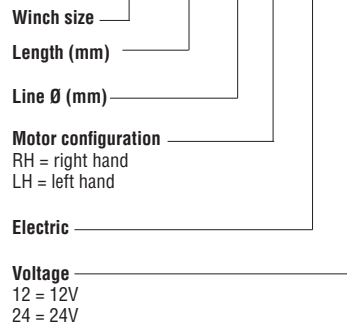 Winch size
Length (mm)
Line Ø (mm)
Motor configuration
RH = right hand
LH = left hand
Electric
Voltage
12 = 12V
24 = 24V